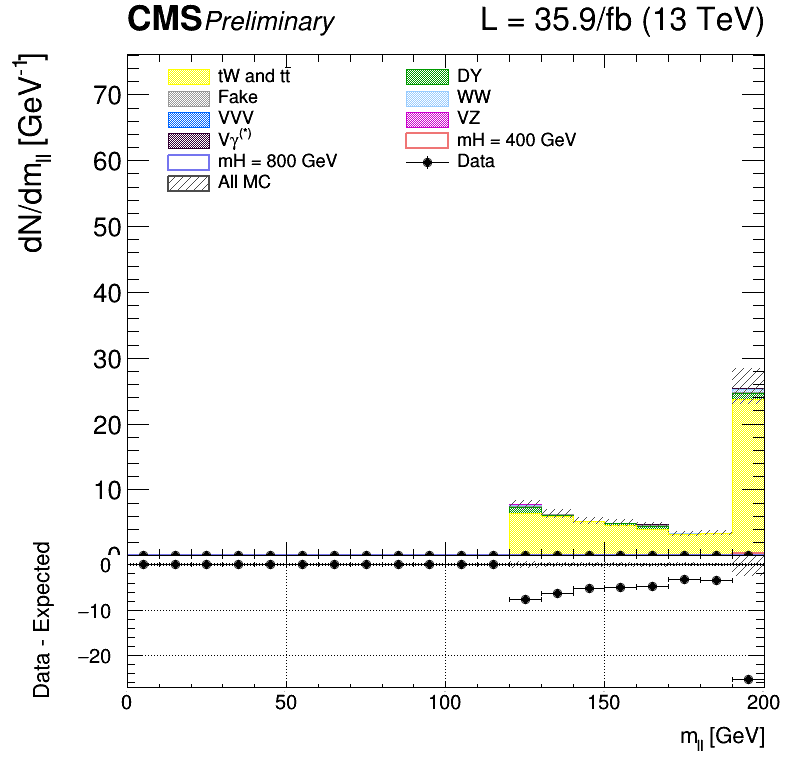 CMS Preliminary L = 35.9/fb (13 TeV)
dN/dm_ll [GeV⁻¹]
tW and tt DY
Fake WW
VVV VZ
Vγ(*) mH = 400 GeV
mH = 800 GeV Data
All MC
70
60
50
40
30
20
10
0
Data - Expected
0
−10
−20
0 50 100 150 200
m_ll [GeV]